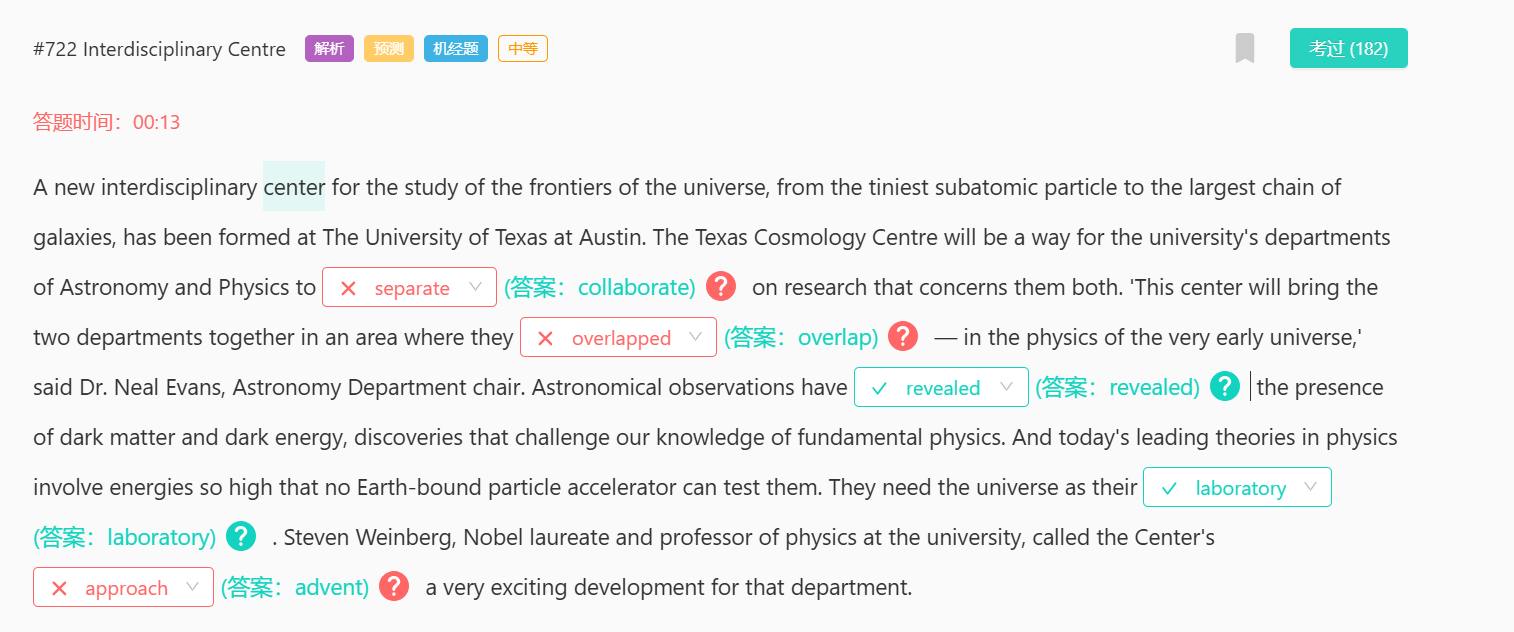 #722 Interdisciplinary Centre 解析 预测 机经题 中等 考过 (182)
答题时间：00:13
A new interdisciplinary center for the study of the frontiers of the universe, from the tiniest subatomic particle to the largest chain of
galaxies, has been formed at The University of Texas at Austin. The Texas Cosmology Centre will be a way for the university's departments
of Astronomy and Physics to separate (答案：collaborate) ? on research that concerns them both. 'This center will bring the
two departments together in an area where they overlapped (答案：overlap) ? — in the physics of the very early universe,'
said Dr. Neal Evans, Astronomy Department chair. Astronomical observations have revealed (答案：revealed) ? the presence
of dark matter and dark energy, discoveries that challenge our knowledge of fundamental physics. And today's leading theories in physics
involve energies so high that no Earth-bound particle accelerator can test them. They need the universe as their laboratory
(答案：laboratory) ? . Steven Weinberg, Nobel laureate and professor of physics at the university, called the Center's
approach (答案：advent) ? a very exciting development for that department.